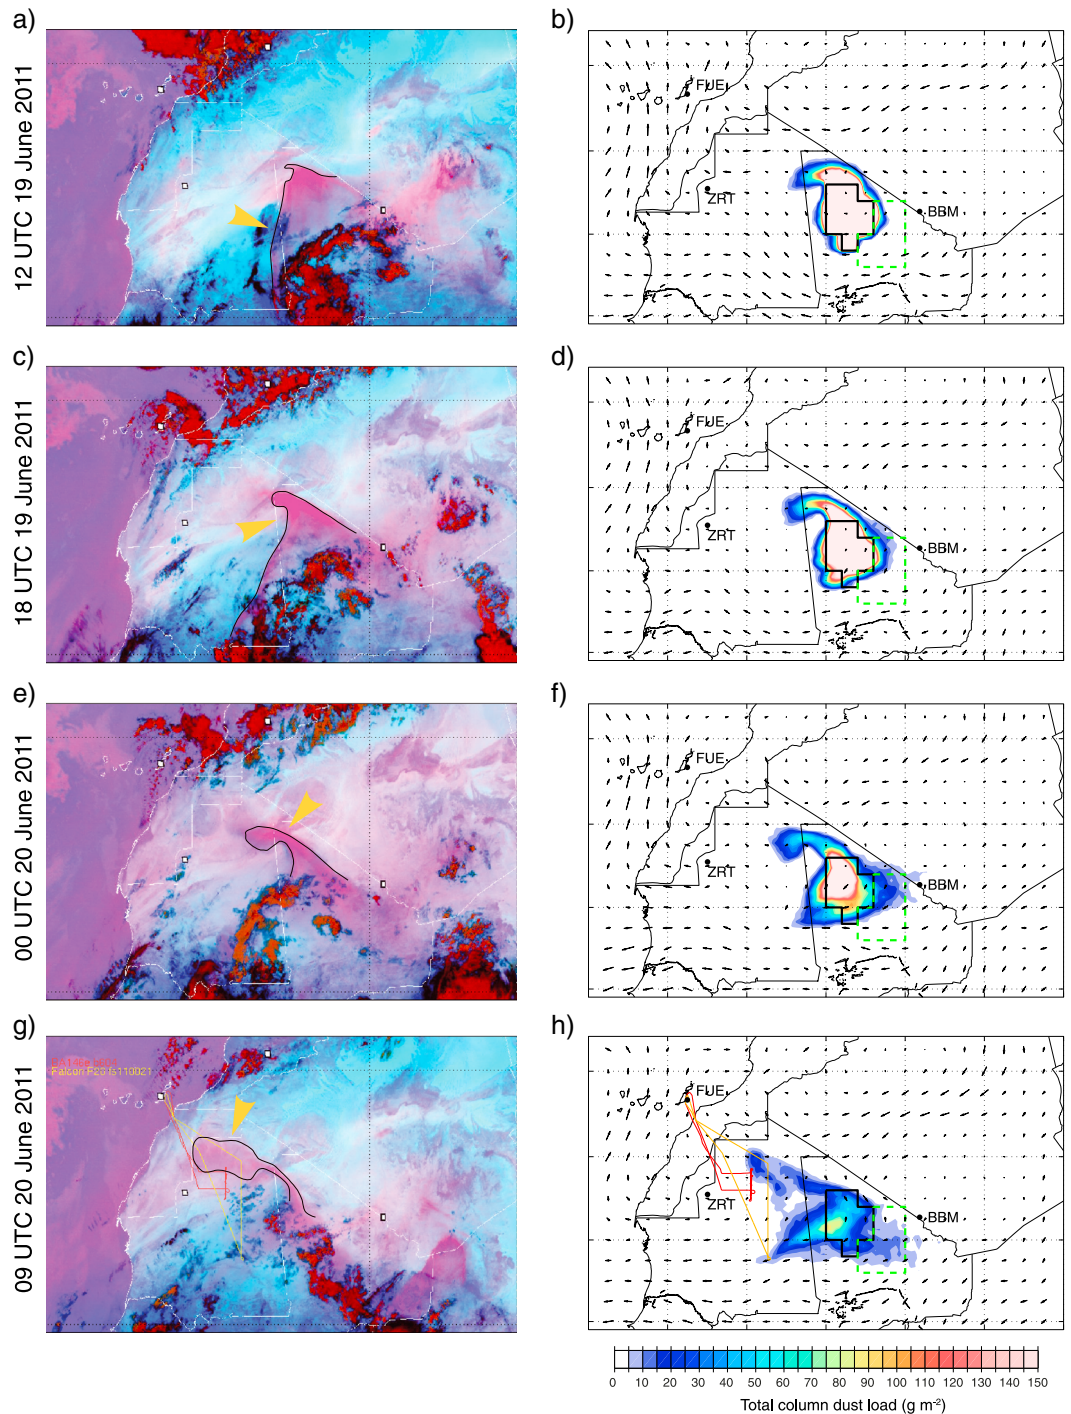 a)
b)
12 UTC 19 June 2011
FUE
ZRT
BBM
c)
d)
18 UTC 19 June 2011
FUE
ZRT
BBM
e)
f)
00 UTC 20 June 2011
FUE
ZRT
BBM
g)
h)
09 UTC 20 June 2011
Falcon F20
FUE
ZRT
BBM
0 10 20 30 40 50 60 70 80 90 100 110 120 130 150
Total column dust load (g m⁻²)